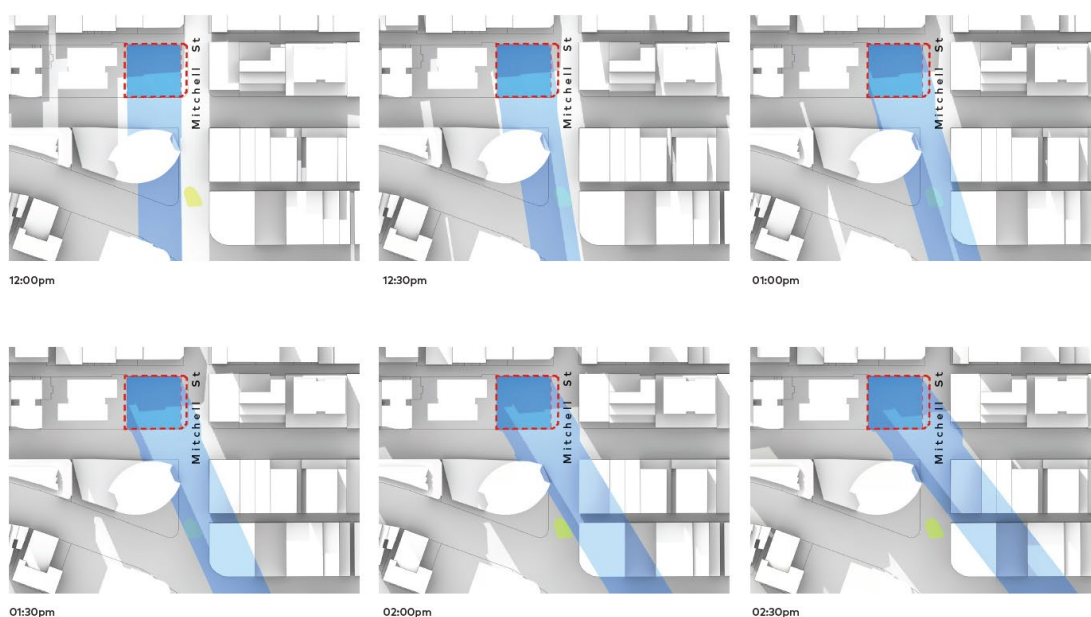 Mitchell St
Mitchell St
Mitchell St
12:00pm
12:30pm
01:00pm
Mitchell St
Mitchell St
Mitchell St
01:30pm
02:00pm
02:30pm